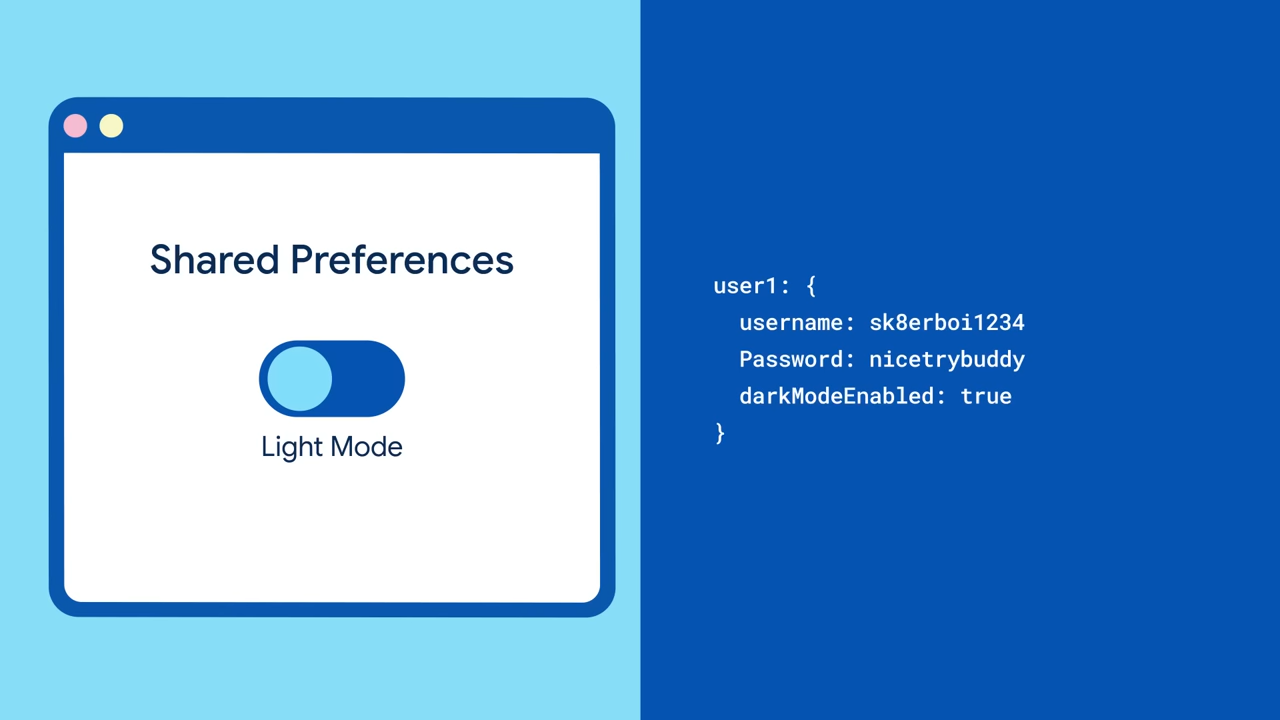 Shared Preferences
Light Mode
user1: {
username: sk8erboi1234
Password: nicetrybuddy
darkModeEnabled: true
}